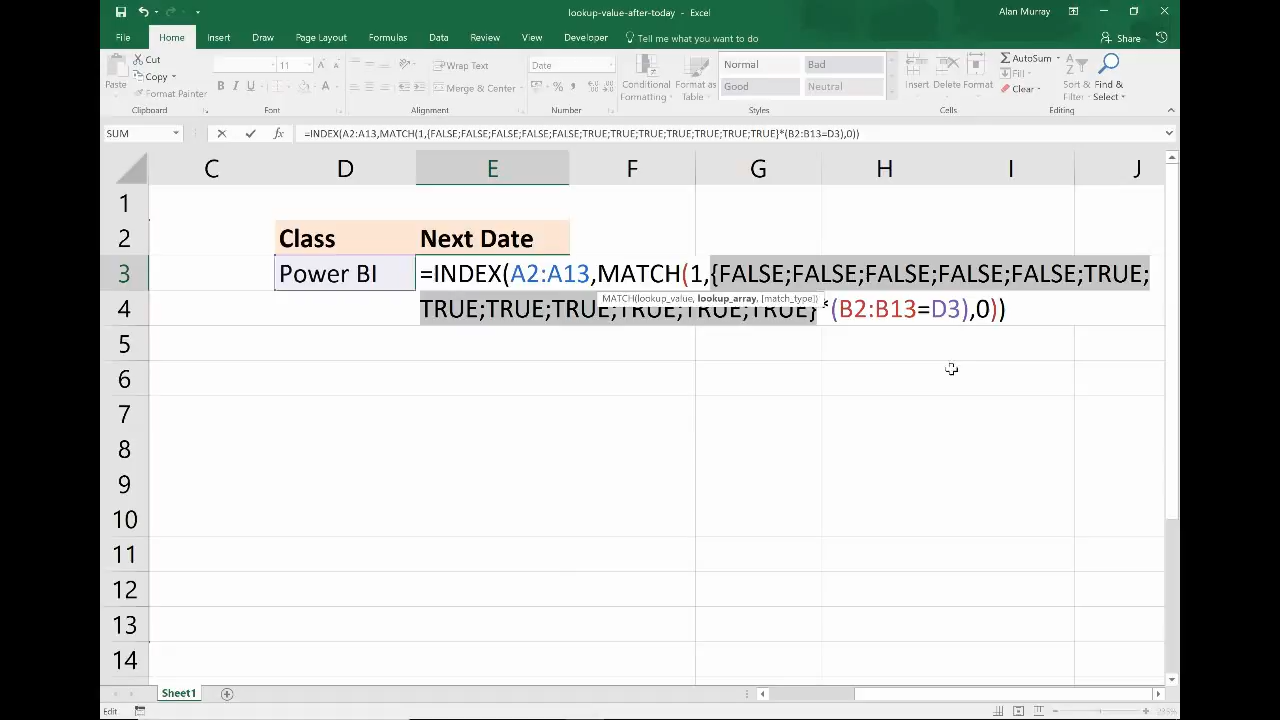 lookup-value-after-today - Excel
Alan Murray
File Home Insert Draw Page Layout Formulas Data Review View Developer Tell me what you want to do Share
Paste
Cut
Copy
Format Painter
Clipboard
11
B I U
Font
Wrap Text
Merge & Center
Alignment
Date
Number
Conditional Formatting
Format as Table
Normal Bad
Good Neutral
Styles
Insert Delete Format
Cells
AutoSum
Fill
Clear
Sort & Filter
Find & Select
Editing
SUM
fx
=INDEX(A2:A13,MATCH(1,{FALSE;FALSE;FALSE;FALSE;FALSE;TRUE;TRUE;TRUE;TRUE;TRUE;TRUE;TRUE}*(B2:B13=D3),0))
C D E F G H I J
1
2 Class Next Date
3 Power BI =INDEX(A2:A13,MATCH(1,{FALSE;FALSE;FALSE;FALSE;FALSE;TRUE;
MATCH(lookup_value, lookup_array, [match_type])
4 TRUE;TRUE;TRUE;TRUE;TRUE;TRUE}*(B2:B13=D3),0))
5
6
7
8
9
10
11
12
13
14
Sheet1
Edit